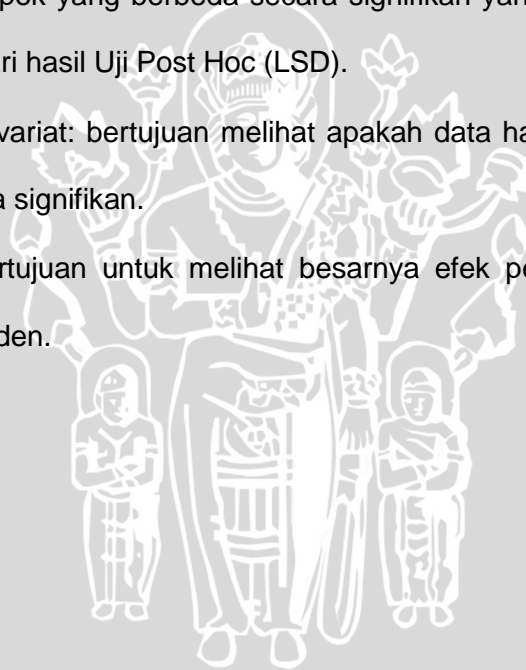 pok yang berbeda secara signifikan yan
ri hasil Uji Post Hoc (LSD).
variat: bertujuan melihat apakah data ha
a signifikan.
rtujuan untuk melihat besarnya efek pe
den.